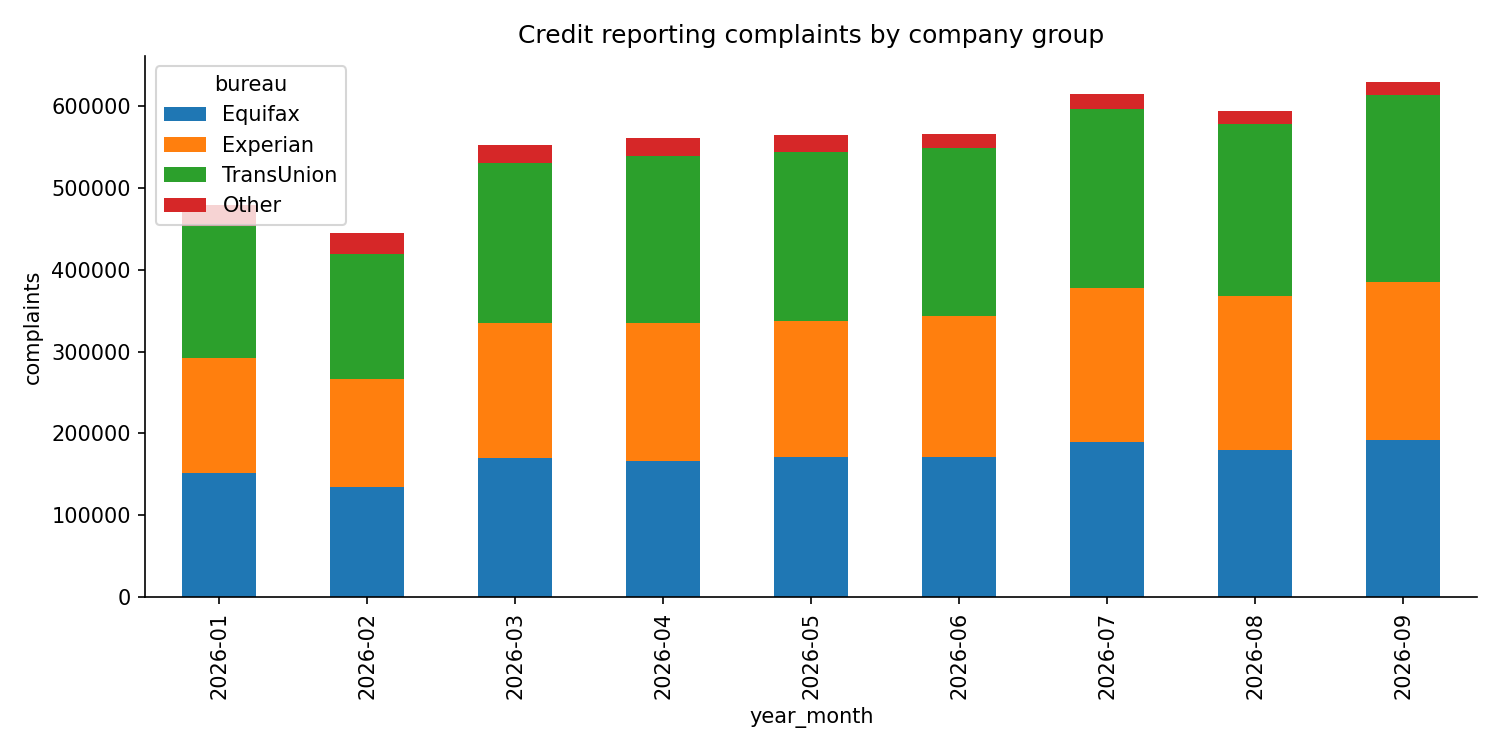 Credit reporting complaints by company group
bureau
Equifax
Experian
TransUnion
Other
complaints
600000
500000
400000
300000
200000
100000
0
2026-01
2026-02
2026-03
2026-04
2026-05
2026-06
2026-07
2026-08
2026-09
year_month